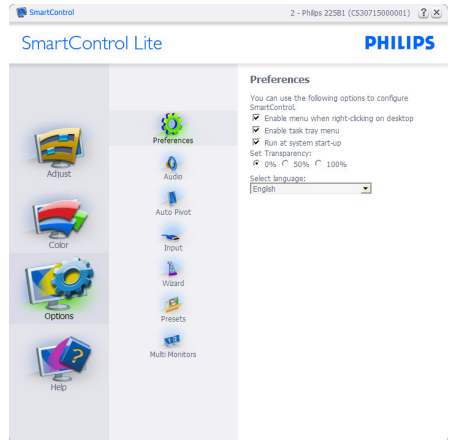 SmartControl
2 - Philips 225B1 (CS30715000001)
SmartControl Lite
PHILIPS
Adjust
Color
Options
Help
Preferences
Audio
Auto Pivot
Input
Wizard
Presets
Multi Monitors
Preferences
You can use the following options to configure
SmartControl.
Enable menu when right-clicking on desktop
Enable task tray menu
Run at system start-up
Set Transparency:
0% 50% 100%
Select language:
English